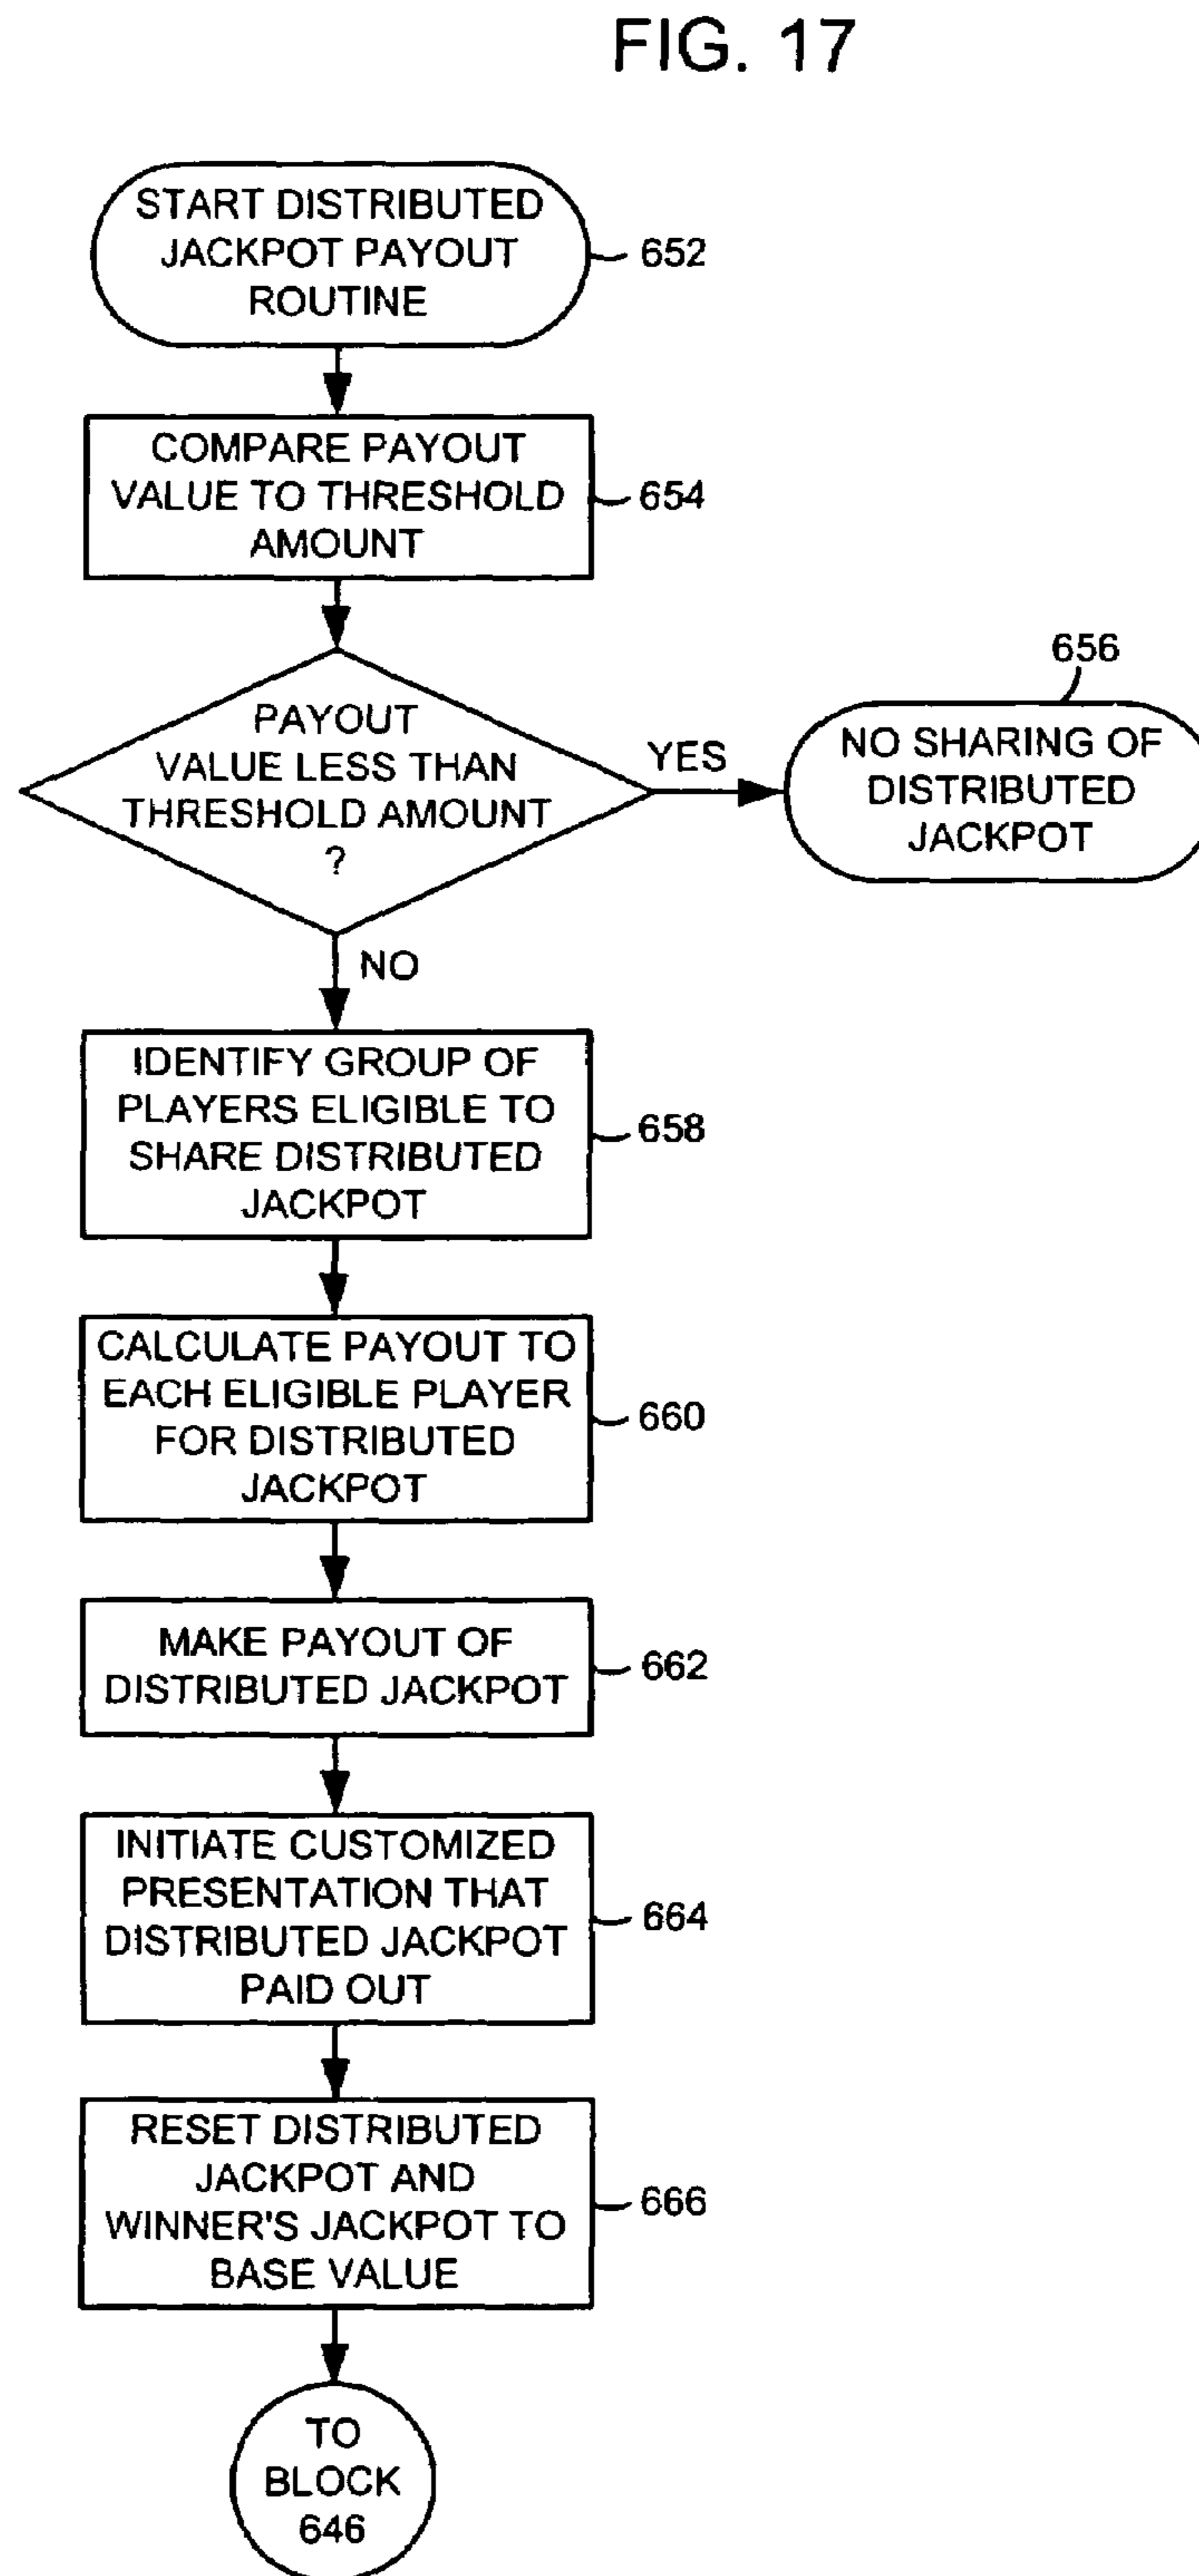 FIG. 17
START DISTRIBUTED
JACKPOT PAYOUT
ROUTINE
652
COMPARE PAYOUT
VALUE TO THRESHOLD
AMOUNT
654
PAYOUT
VALUE LESS THAN
THRESHOLD AMOUNT
?
YES
656
NO SHARING OF
DISTRIBUTED
JACKPOT
NO
IDENTIFY GROUP OF
PLAYERS ELIGIBLE TO
SHARE DISTRIBUTED
JACKPOT
658
CALCULATE PAYOUT TO
EACH ELIGIBLE PLAYER
FOR DISTRIBUTED
JACKPOT
660
MAKE PAYOUT OF
DISTRIBUTED JACKPOT
662
INITIATE CUSTOMIZED
PRESENTATION THAT
DISTRIBUTED JACKPOT
PAID OUT
664
RESET DISTRIBUTED
JACKPOT AND
WINNER'S JACKPOT TO
BASE VALUE
666
TO
BLOCK
646